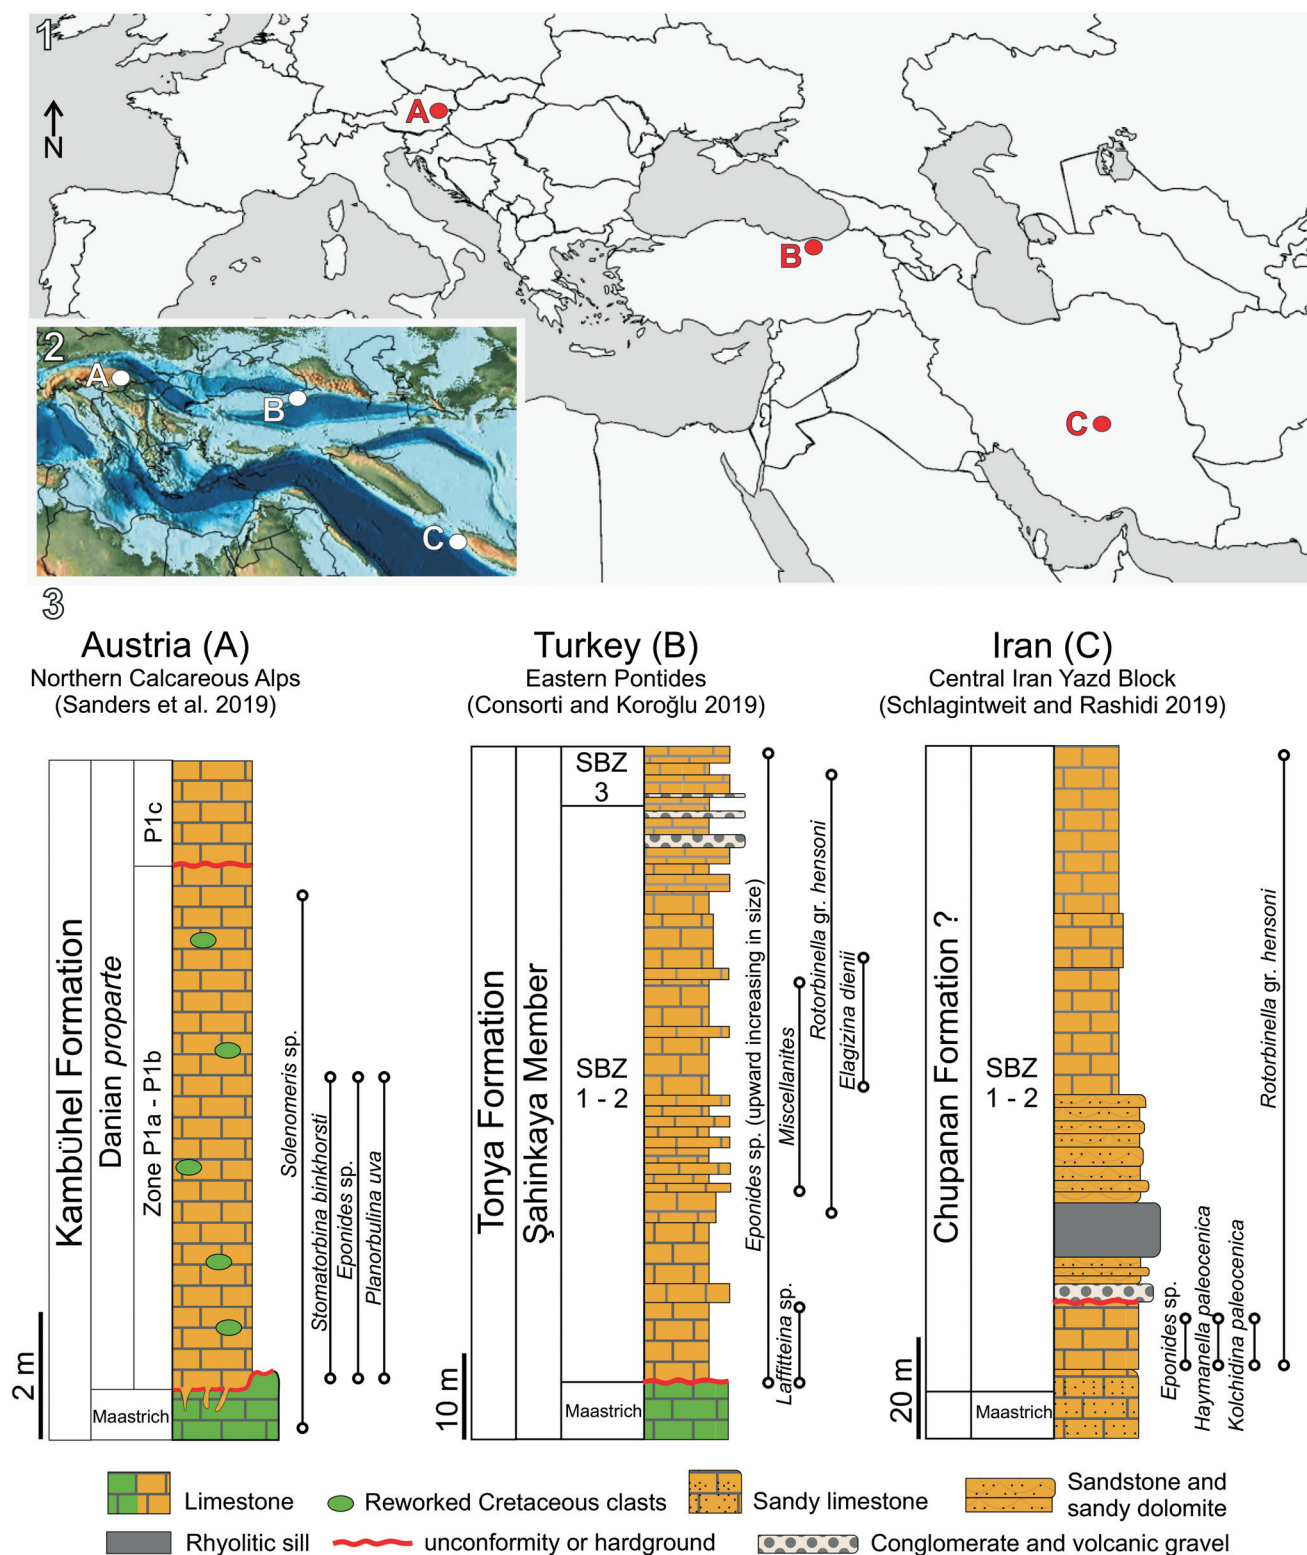 1
N
A
B
C
2
A
B
C
3
Austria (A)
Northern Calcareous Alps
(Sanders et al. 2019)
Turkey (B)
Eastern Pontides
(Consorti and Koroğlu 2019)
Iran (C)
Central Iran Yazd Block
(Schlagintweit and Rashidi 2019)
Kambühel Formation
Danian proparte
P1c
Zone P1a - P1b
Maastrich
2 m
Solenomeris sp.
Stomatorbina binkhorsti
Eponides sp.
Planorbulina uva
Tonya Formation
Şahinkaya Member
SBZ
3
SBZ
1 - 2
Maastrich
10 m
Eponides sp. (upward increasing in size)
Laffitteina sp.
Miscellanites
Rotorbinella gr. hensoni
Elagizina dienii
Chupanan Formation ?
SBZ
1 - 2
Maastrich
20 m
Eponides sp.
Haymanella paleocenica
Kolchidina paleocenica
Rotorbinella gr. hensoni
Limestone
Reworked Cretaceous clasts
Sandy limestone
Sandstone and
sandy dolomite
Rhyolitic sill
unconformity or hardground
Conglomerate and volcanic gravel